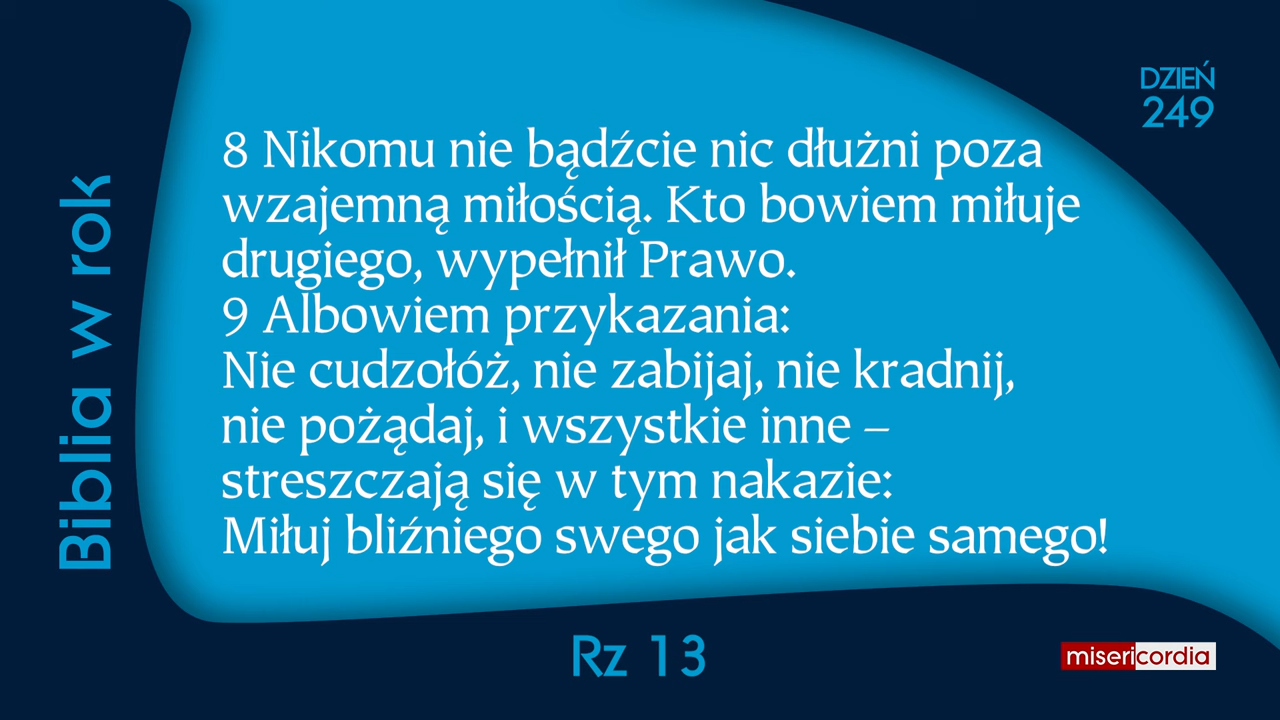 DZIEŃ
249
Biblia w rok
8 Nikomu nie bądźcie nic dłużni poza
wzajemną miłością. Kto bowiem miłuje
drugiego, wypełnił Prawo.
9 Albowiem przykazania:
Nie cudzołóż, nie zabijaj, nie kradnij,
nie pożądaj, i wszystkie inne –
streszczają się w tym nakazie:
Miłuj bliźniego swego jak siebie samego!
Rz 13
misericordia